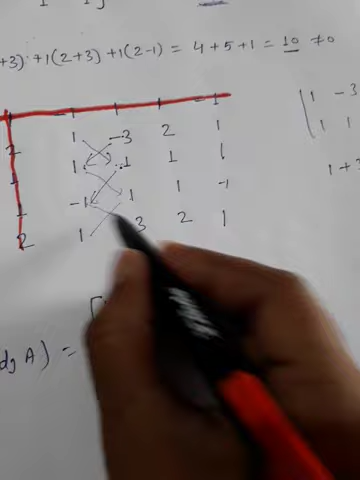 +3) + 1(2+3) + 1(2-1) = 4+5+1 = 10 ≠0
1 -3
1 1
1 -3 2 1
1 1 1 1
-1 1 1 -1
1 -3 2 1
1+3
dj A) =